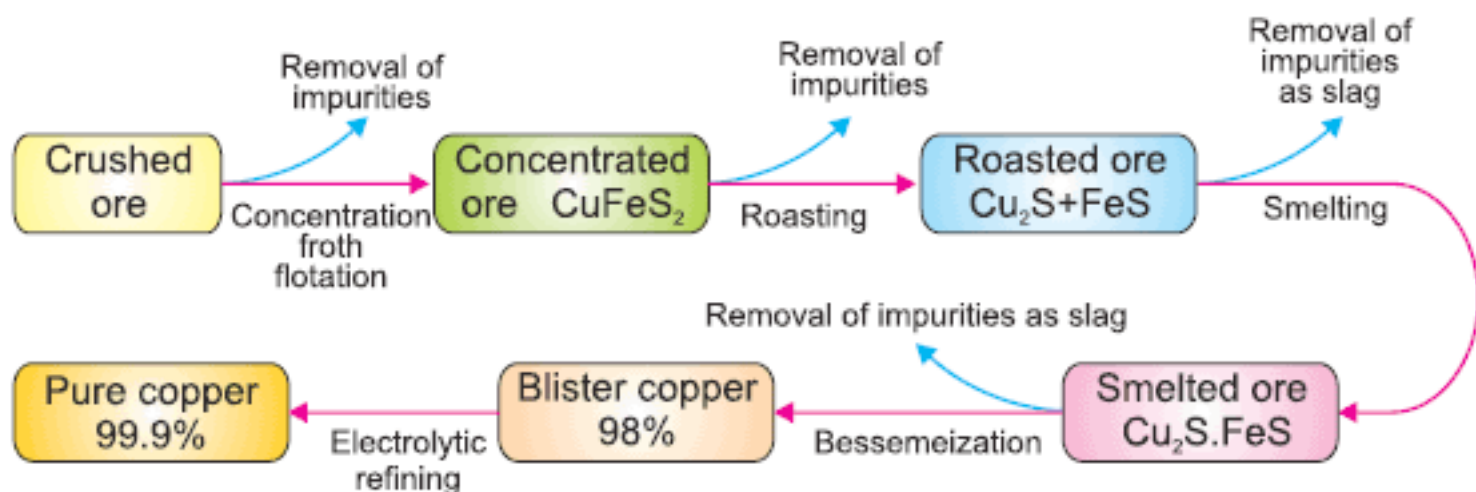 Removal of
impurities
Removal of
impurities
Removal of
impurities
as slag
Crushed
ore
Concentration
froth
flotation
Concentrated
ore CuFeS₂
Roasting
Roasted ore
Cu₂S+FeS
Smelting
Removal of impurities as slag
Smelted ore
Cu₂S.FeS
Bessemeization
Blister copper
98%
Electrolytic
refining
Pure copper
99.9%